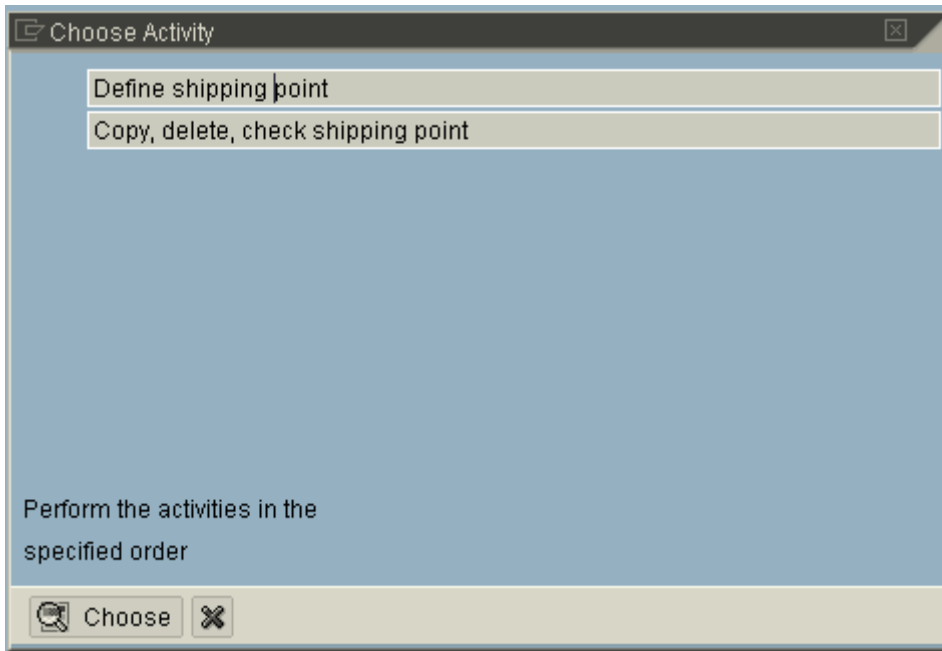 Choose Activity
Define shipping point
Copy, delete, check shipping point
Perform the activities in the
specified order
Choose